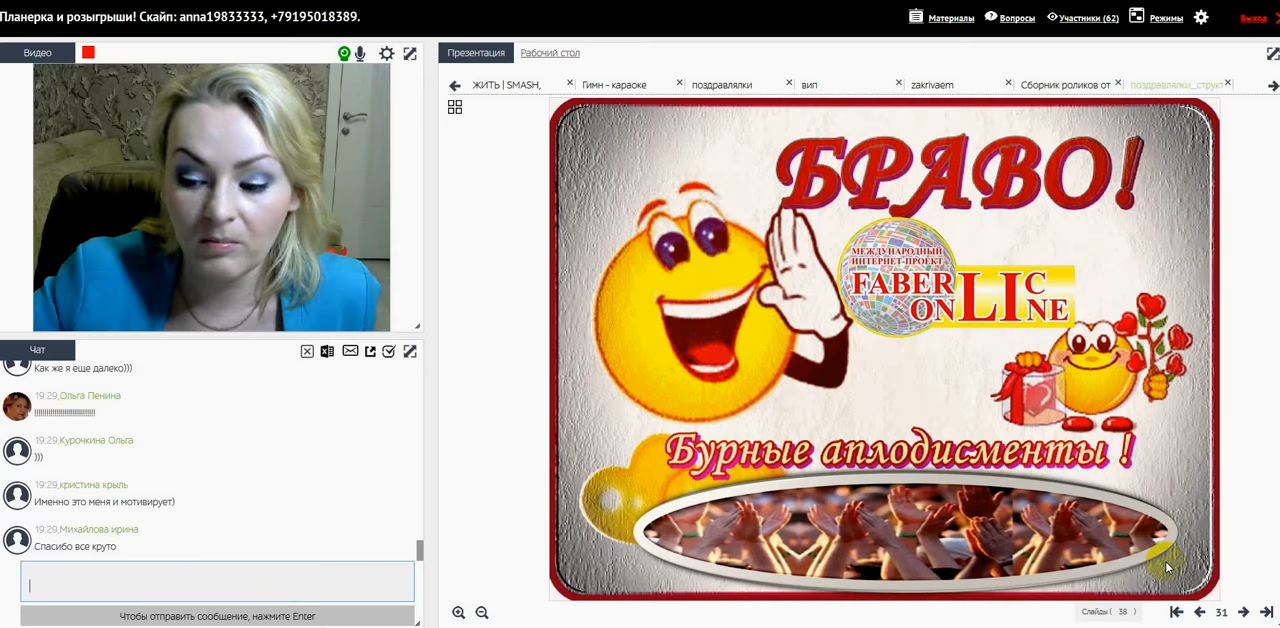 Планерка и розыгрыши! Скайп: anna19833333, +79195018389.
Материалы
Вопросы
Участники (62)
Режимы
Выход
Видео
Презентация
Рабочий стол
ЖИТЬ | SMASH,
Гимн - караоке
поздравлялки
вип
zakrivaem
Сборник роликов от
поздравлялки_структ
БРАВО!
МЕЖДУНАРОДНЫЙ
ИНТЕРНЕТ-ПРОЕКТ
FABERLIC
ONLINE
Бурные аплодисменты !
Чат
Как же я еще далеко)))
19:29,Ольга Пенина
19:29,Курочкина Ольга
)))
19:29,кристина крыль
Именно это меня и мотивирует)
19:29,Михайлова ирина
Спасибо все круто
Чтобы отправить сообщение, нажмите Enter
Слайды ( 38 )
31